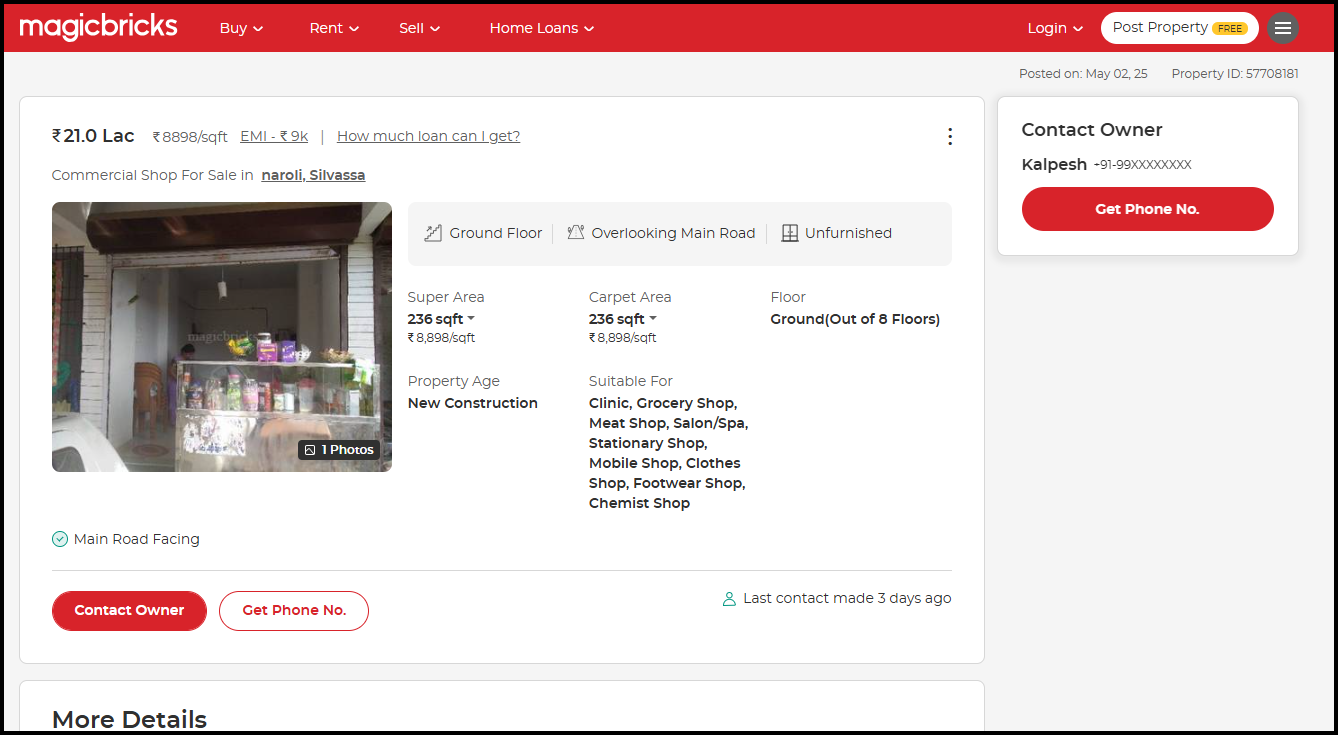 magicbricks Buy Rent Sell Home Loans Login Post Property FREE
Posted on: May 02, 25 Property ID: 57708181
₹21.0 Lac ₹8898/sqft EMI - ₹9k | How much loan can I get?
Commercial Shop For Sale in naroli, Silvassa
magicbricks
1 Photos
Ground Floor Overlooking Main Road Unfurnished
Super Area Carpet Area Floor
236 sqft 236 sqft Ground(Out of 8 Floors)
₹8,898/sqft ₹8,898/sqft
Property Age Suitable For
New Construction Clinic, Grocery Shop,
Meat Shop, Salon/Spa,
Stationary Shop,
Mobile Shop, Clothes
Shop, Footwear Shop,
Chemist Shop
Main Road Facing
Contact Owner Get Phone No. Last contact made 3 days ago
More Details
Contact Owner
Kalpesh +91-99XXXXXXXX
Get Phone No.